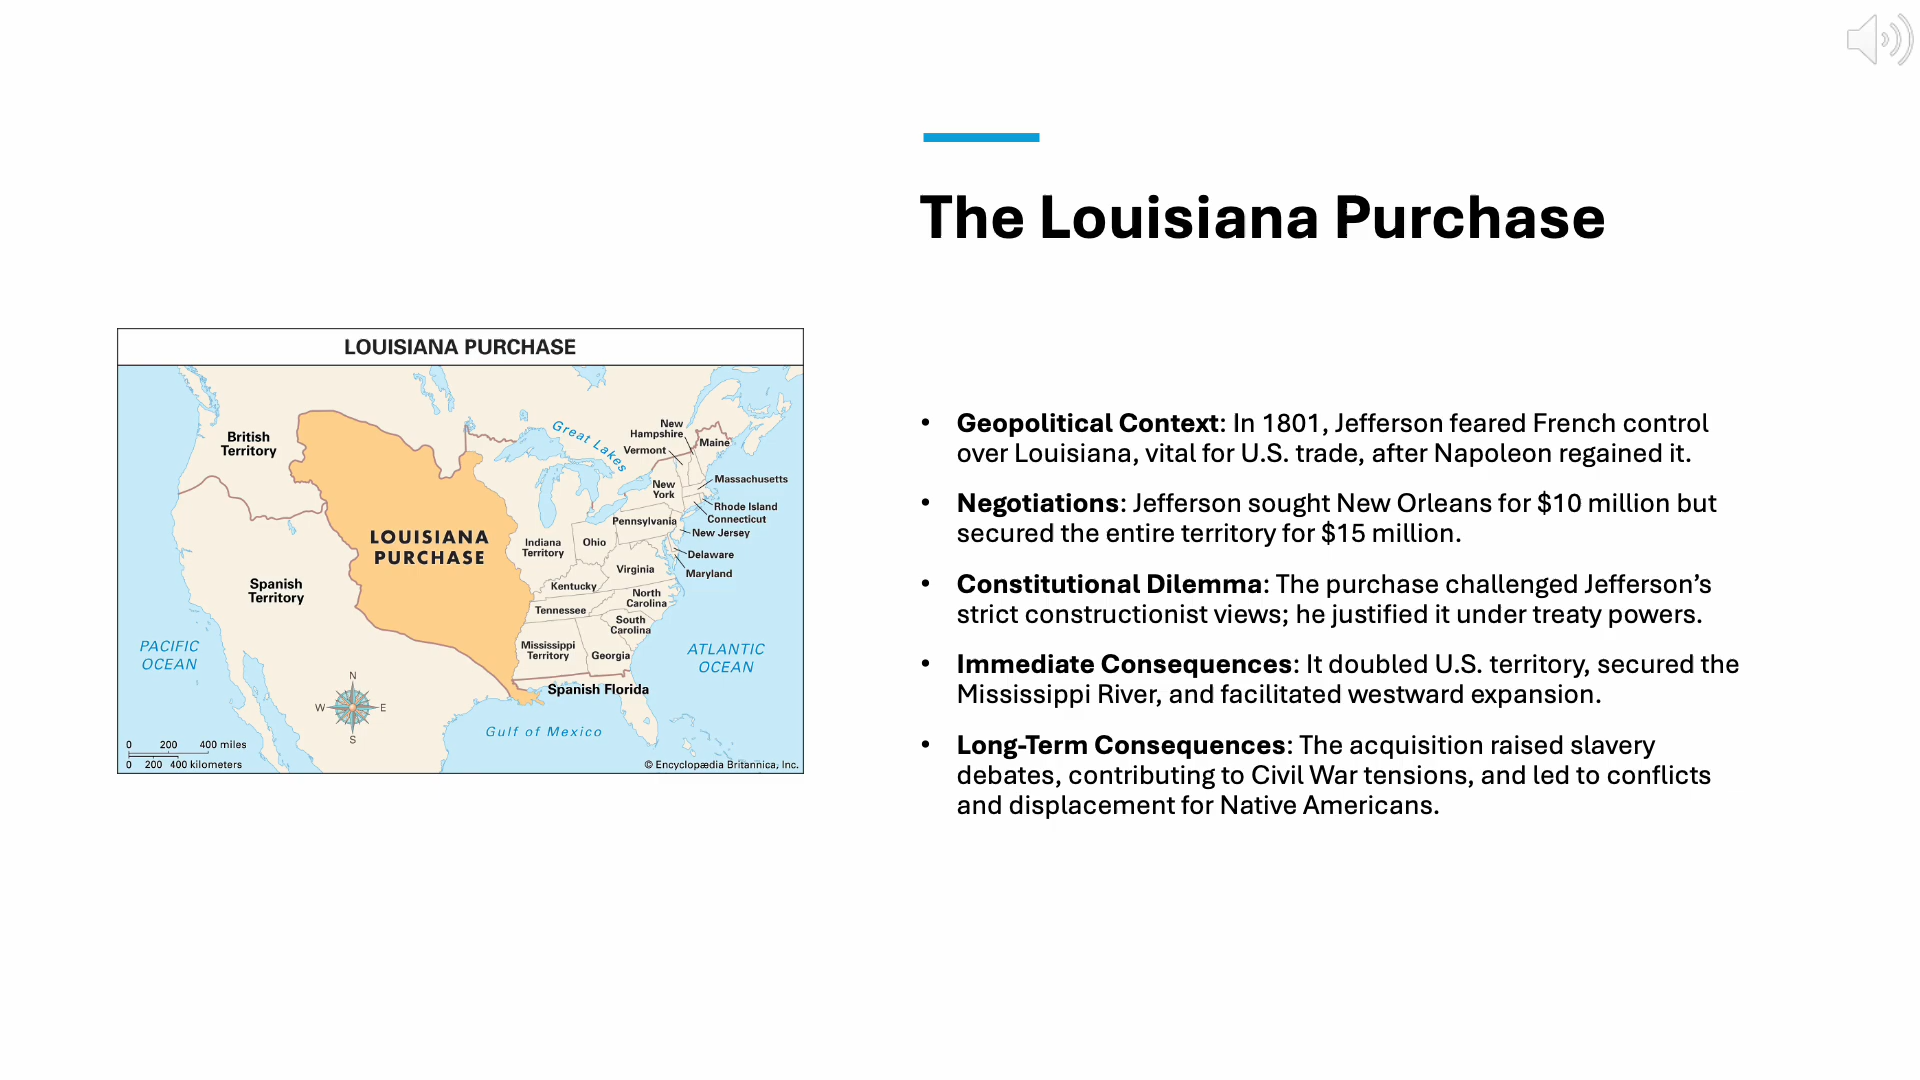 The Louisiana Purchase
LOUISIANA PURCHASE
British
Territory
Great Lakes
New
Hampshire
Maine
Vermont
Massachusetts
New
York
Rhode Island
Connecticut
Pennsylvania
New Jersey
LOUISIANA
PURCHASE
Indiana
Territory
Ohio
Delaware
Virginia
Maryland
Spanish
Territory
Kentucky
North
Carolina
Tennessee
South
Carolina
PACIFIC
OCEAN
Mississippi
Territory
Georgia
ATLANTIC
OCEAN
N
W
E
S
Spanish Florida
Gulf of Mexico
0 200 400 miles
0 200 400 kilometers
© Encyclopædia Britannica, Inc.
• Geopolitical Context: In 1801, Jefferson feared French control
over Louisiana, vital for U.S. trade, after Napoleon regained it.
• Negotiations: Jefferson sought New Orleans for $10 million but
secured the entire territory for $15 million.
• Constitutional Dilemma: The purchase challenged Jefferson’s
strict constructionist views; he justified it under treaty powers.
• Immediate Consequences: It doubled U.S. territory, secured the
Mississippi River, and facilitated westward expansion.
• Long-Term Consequences: The acquisition raised slavery
debates, contributing to Civil War tensions, and led to conflicts
and displacement for Native Americans.